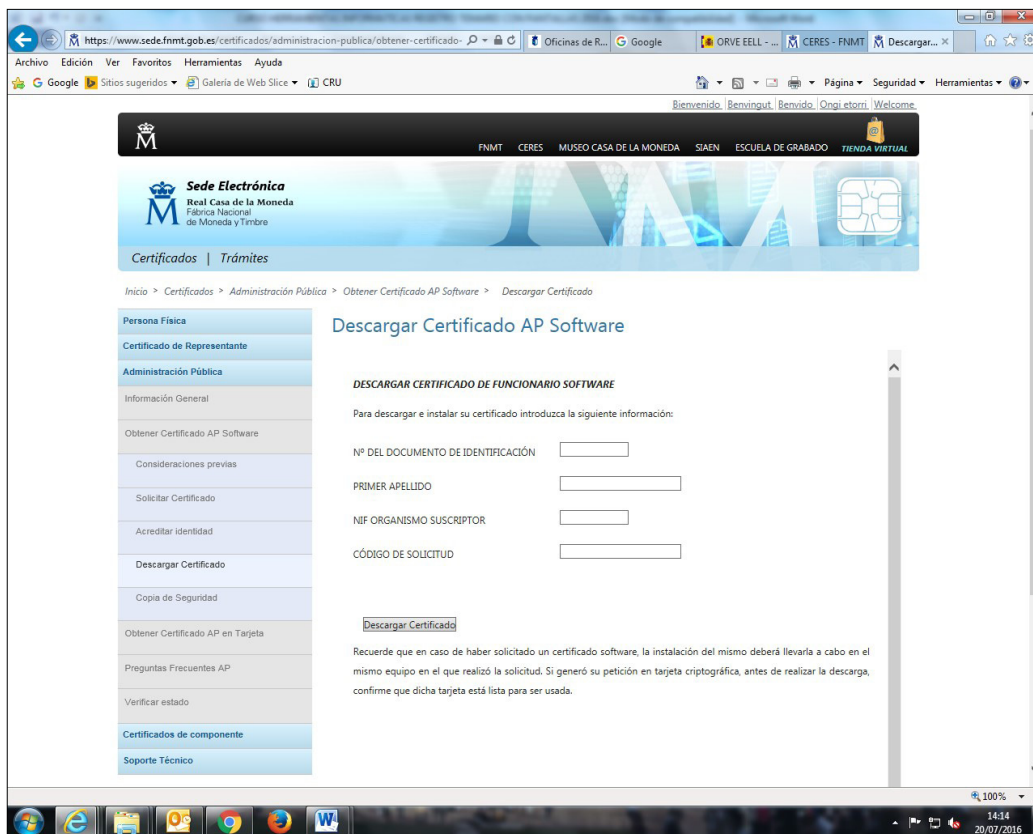 https://www.sede.fnmt.gob.es/certificados/administracion-publica/obtener-certificado-
Oficinas de R...
Google
ORVE EELL - ...
CERES - FNMT
Descargar...
Archivo Edición Ver Favoritos Herramientas Ayuda
Google Sitios sugeridos Galería de Web Slice CRU
Página Seguridad Herramientas
Bienvenido Benvingut Benvido Ongi etorri Welcome
FNMT CERES MUSEO CASA DE LA MONEDA SIAEN ESCUELA DE GRABADO TIENDA VIRTUAL
Sede Electrónica
Real Casa de la Moneda
Fábrica Nacional
de Moneda y Timbre
Certificados | Trámites
Inicio > Certificados > Administración Pública > Obtener Certificado AP Software > Descargar Certificado
Persona Física
Certificado de Representante
Administración Pública
Información General
Obtener Certificado AP Software
Consideraciones previas
Solicitar Certificado
Acreditar identidad
Descargar Certificado
Copia de Seguridad
Obtener Certificado AP en Tarjeta
Preguntas Frecuentes AP
Verificar estado
Certificados de componente
Soporte Técnico
Descargar Certificado AP Software
DESCARGAR CERTIFICADO DE FUNCIONARIO SOFTWARE
Para descargar e instalar su certificado introduzca la siguiente información:
Nº DEL DOCUMENTO DE IDENTIFICACIÓN
PRIMER APELLIDO
NIF ORGANISMO SUSCRIPTOR
CÓDIGO DE SOLICITUD
Descargar Certificado
Recuerde que en caso de haber solicitado un certificado software, la instalación del mismo deberá llevarla a cabo en el
mismo equipo en el que realizó la solicitud. Si generó su petición en tarjeta criptográfica, antes de realizar la descarga,
confirme que dicha tarjeta está lista para ser usada.
100%
14:14
20/07/2016